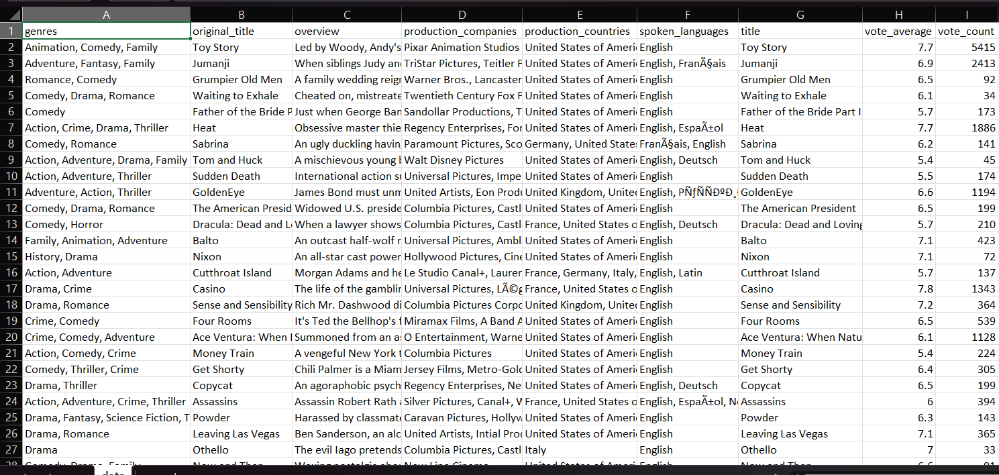 A B C D E F G H I
1 genres original_title overview production_companies production_countries spoken_languages title vote_average vote_count
2 Animation, Comedy, Family Toy Story Led by Woody, Andy's Pixar Animation Studios United States of Ameri English Toy Story 7.7 5415
3 Adventure, Fantasy, Family Jumanji When siblings Judy an TriStar Pictures, Teitler F United States of Ameri English, FranÃ§ais Jumanji 6.9 2413
4 Romance, Comedy Grumpier Old Men A family wedding reign Warner Bros., Lancaster United States of Ameri English Grumpier Old Men 6.5 92
5 Comedy, Drama, Romance Waiting to Exhale Cheated on, mistreate Twentieth Century Fox F United States of Ameri English Waiting to Exhale 6.1 34
6 Comedy Father of the Bride P Just when George Ban Sandollar Productions, T United States of Ameri English Father of the Bride Part I 5.7 173
7 Action, Crime, Drama, Thriller Heat Obsessive master thie Regency Enterprises, For United States of Ameri English, EspaÃ±ol Heat 7.7 1886
8 Comedy, Romance Sabrina An ugly duckling havin Paramount Pictures, Sco Germany, United States FranÃ§ais, English Sabrina 6.2 141
9 Action, Adventure, Drama, Family Tom and Huck A mischievous young Walt Disney Pictures United States of Ameri English, Deutsch Tom and Huck 5.4 45
10 Action, Adventure, Thriller Sudden Death International action su Universal Pictures, Impe United States of Ameri English Sudden Death 5.5 174
11 Adventure, Action, Thriller GoldenEye James Bond must unm United Artists, Eon Produ United Kingdom, United English, GoldenEye 6.6 1194
12 Comedy, Drama, Romance The American Presid Widowed U.S. preside Columbia Pictures, Castl United States of Ameri English The American President 6.5 199
13 Comedy, Horror Dracula: Dead and L When a lawyer shows Columbia Pictures, Castl France, United States o English, Deutsch Dracula: Dead and Loving 5.7 210
14 Family, Animation, Adventure Balto An outcast half-wolf r Universal Pictures, Ambl United States of Ameri English Balto 7.1 423
15 History, Drama Nixon An all-star cast power Hollywood Pictures, Cine United States of Ameri English Nixon 7.1 72
16 Action, Adventure Cutthroat Island Morgan Adams and he Le Studio Canal+, Laurer France, Germany, Italy, English, Latin Cutthroat Island 5.7 137
17 Drama, Crime Casino The life of the gamblin Universal Pictures, LÃ©g France, United States o English Casino 7.8 1343
18 Drama, Romance Sense and Sensibility Rich Mr. Dashwood di Columbia Pictures Corpo United Kingdom, United English Sense and Sensibility 7.2 364
19 Crime, Comedy Four Rooms It's Ted the Bellhop's f Miramax Films, A Band A United States of Ameri English Four Rooms 6.5 539
20 Crime, Comedy, Adventure Ace Ventura: When Summoned from an a O Entertainment, Warne United States of Ameri English Ace Ventura: When Natu 6.1 1128
21 Action, Comedy, Crime Money Train A vengeful New York t Columbia Pictures United States of Ameri English Money Train 5.4 224
22 Comedy, Thriller, Crime Get Shorty Chili Palmer is a Miam Jersey Films, Metro-Gold United States of Ameri English Get Shorty 6.4 305
23 Drama, Thriller Copycat An agoraphobic psych Regency Enterprises, Ne United States of Ameri English, Deutsch Copycat 6.5 199
24 Action, Adventure, Crime, Thriller Assassins Assassin Robert Rath Silver Pictures, Canal+, W France, United States o English, EspaÃ±ol, Ne Assassins 6 394
25 Drama, Fantasy, Science Fiction, T Powder Harassed by classmate Caravan Pictures, Hollyw United States of Ameri English Powder 6.3 143
26 Drama, Romance Leaving Las Vegas Ben Sanderson, an alc United Artists, Intial Prod United States of Ameri English Leaving Las Vegas 7.1 365
27 Drama Othello The evil Iago pretends Columbia Pictures, Castl Italy English Othello 7 33